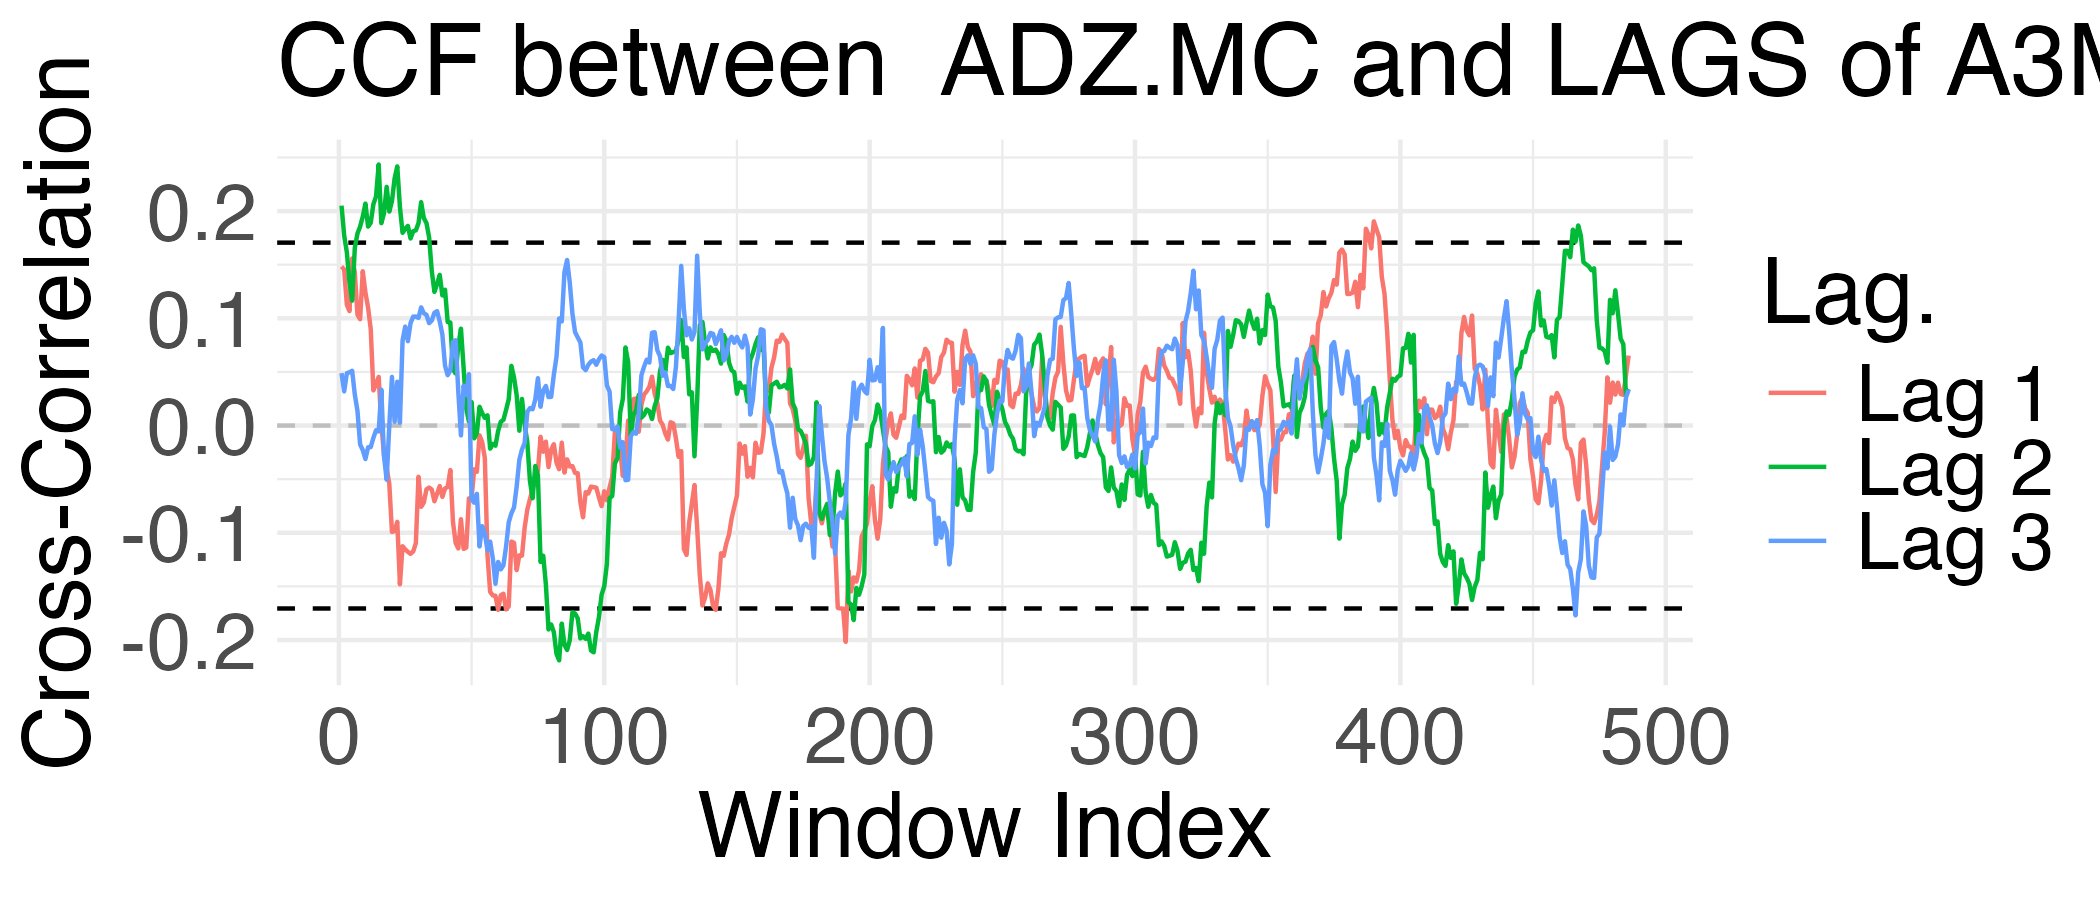 CCF between  ADZ.MC and LAGS of A3
Cross-Correlation
0.2
0.1
0.0
-0.1
-0.2
0 100 200 300 400 500
Window Index
Lag.
Lag 1
Lag 2
Lag 3